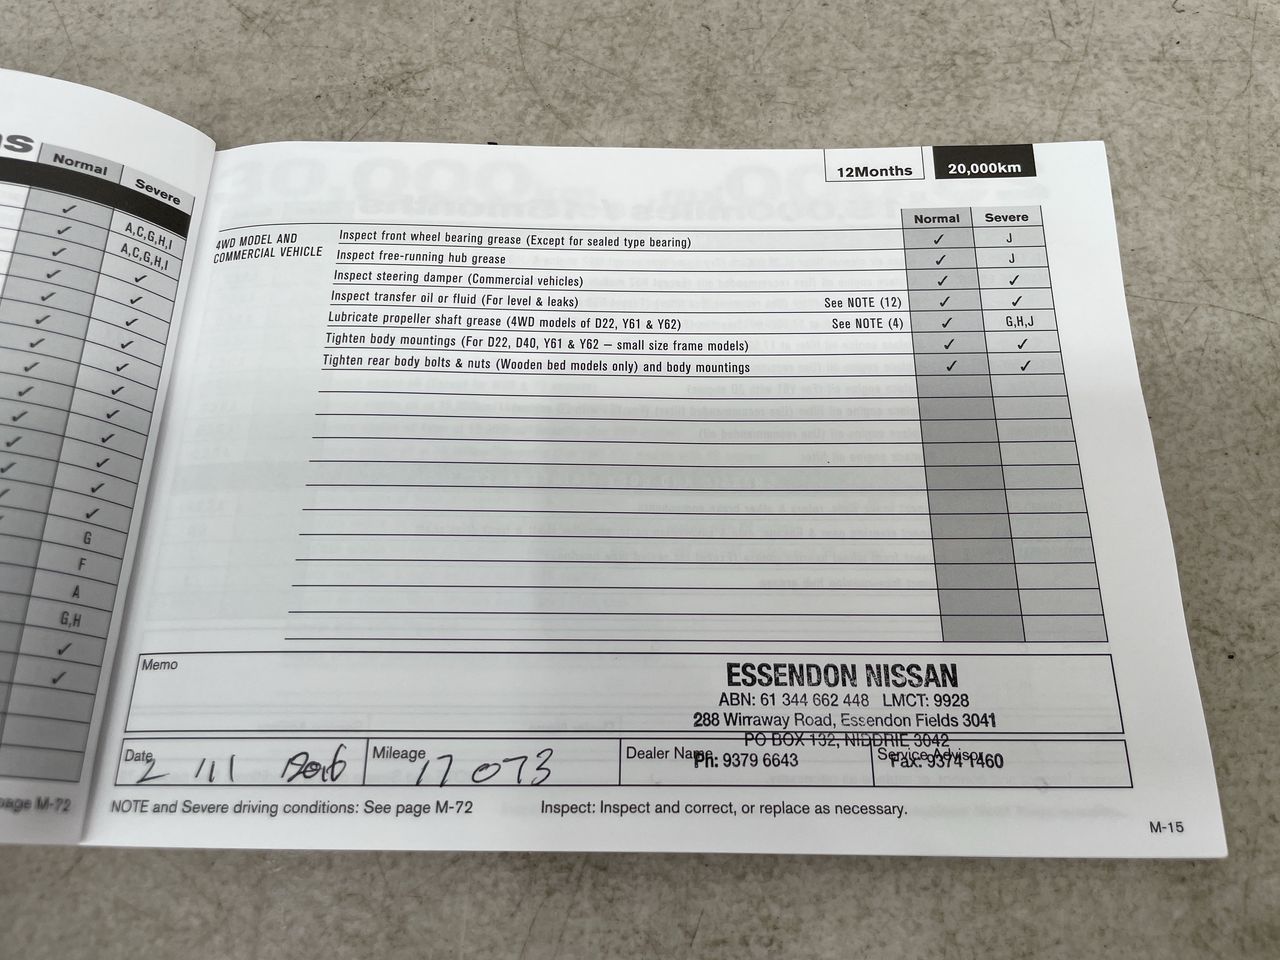 ns
Normal
Severe
A,C,G,H,I
A,C,G,H,I
G
F
A
G,H
page M-72
12Months 20,000km
Normal Severe
4WD MODEL AND
COMMERCIAL VEHICLE
Inspect front wheel bearing grease (Except for sealed type bearing) ✓ J
Inspect free-running hub grease ✓ J
Inspect steering damper (Commercial vehicles) ✓ ✓
Inspect transfer oil or fluid (For level & leaks) See NOTE (12) ✓ ✓
Lubricate propeller shaft grease (4WD models of D22, Y61 & Y62) See NOTE (4) ✓ G,H,J
Tighten body mountings (For D22, D40, Y61 & Y62 – small size frame models) ✓ ✓
Tighten rear body bolts & nuts (Wooden bed models only) and body mountings ✓ ✓
Memo
ESSENDON NISSAN
ABN: 61 344 662 448 LMCT: 9928
288 Wirraway Road, Essendon Fields 3041
PO BOX 132, NIDDRIE 3042
Ph: 9379 6643 Fax: 9374 1460
Date 2 111
Mileage 17 073
Dealer Name
Service Advisor
NOTE and Severe driving conditions: See page M-72 Inspect: Inspect and correct, or replace as necessary.
M-15